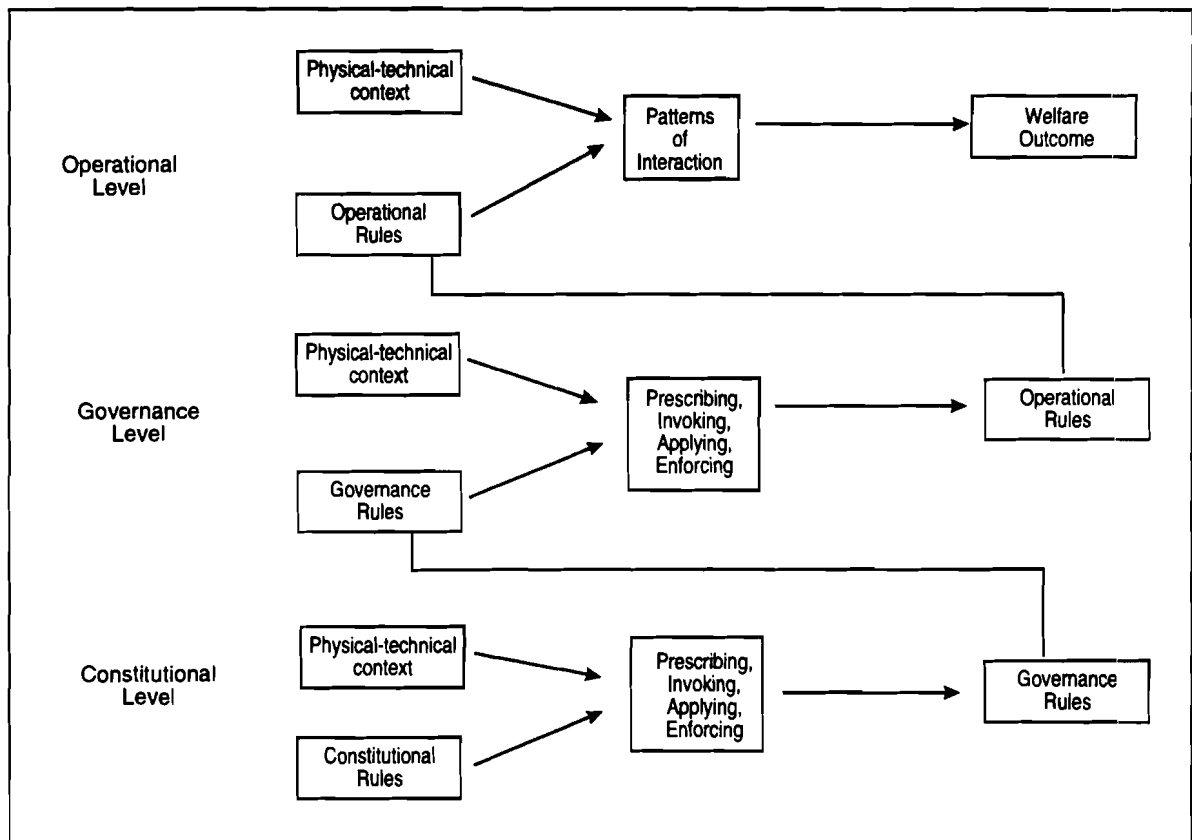 Operational
Level
Physical-technical
context
Operational
Rules
Patterns
of
Interaction
Welfare
Outcome
Governance
Level
Physical-technical
context
Governance
Rules
Prescribing,
Invoking,
Applying,
Enforcing
Operational
Rules
Constitutional
Level
Physical-technical
context
Constitutional
Rules
Prescribing,
Invoking,
Applying,
Enforcing
Governance
Rules